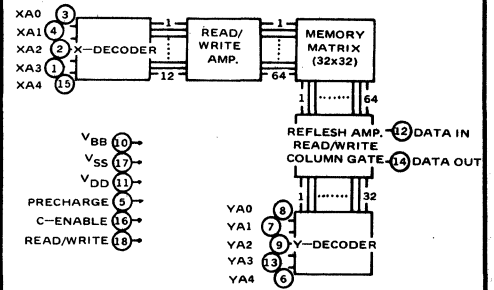 XA0 3
XA1 4
XA2 2 X-DECODER
XA3 1
XA4 15
1
12
READ/
WRITE
AMP.
1
64
MEMORY
MATRIX
(32x32)
1 64
REFLESH AMP.
READ/WRITE
COLUMN GATE
12 DATA IN
14 DATA OUT
1 32
VBB 10
VSS 17
VDD 11
PRECHARGE 5
C-ENABLE 16
READ/WRITE 18
YA0 8
YA1 7
YA2 9 Y-DECODER
YA3 13
YA4 6